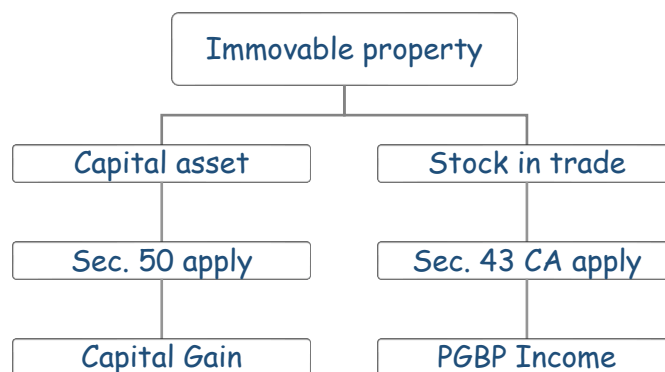 Immovable property
Capital asset
Stock in trade
Sec. 50 apply
Sec. 43 CA apply
Capital Gain
PGBP Income